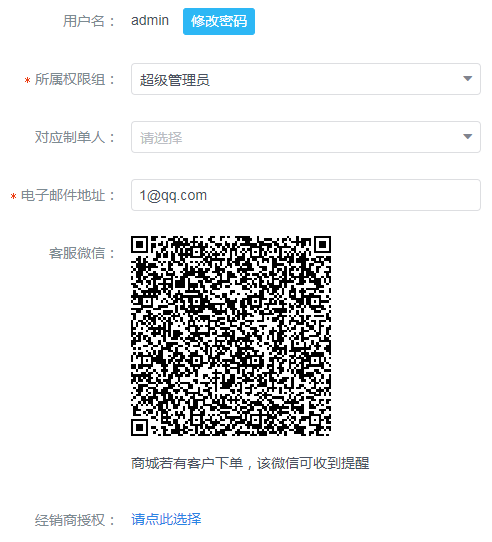 用户名： admin 修改密码
* 所属权限组： 超级管理员
对应制单人： 请选择
* 电子邮件地址： 1@qq.com
客服微信：
商城若有客户下单，该微信可收到提醒
经销商授权： 请点此选择